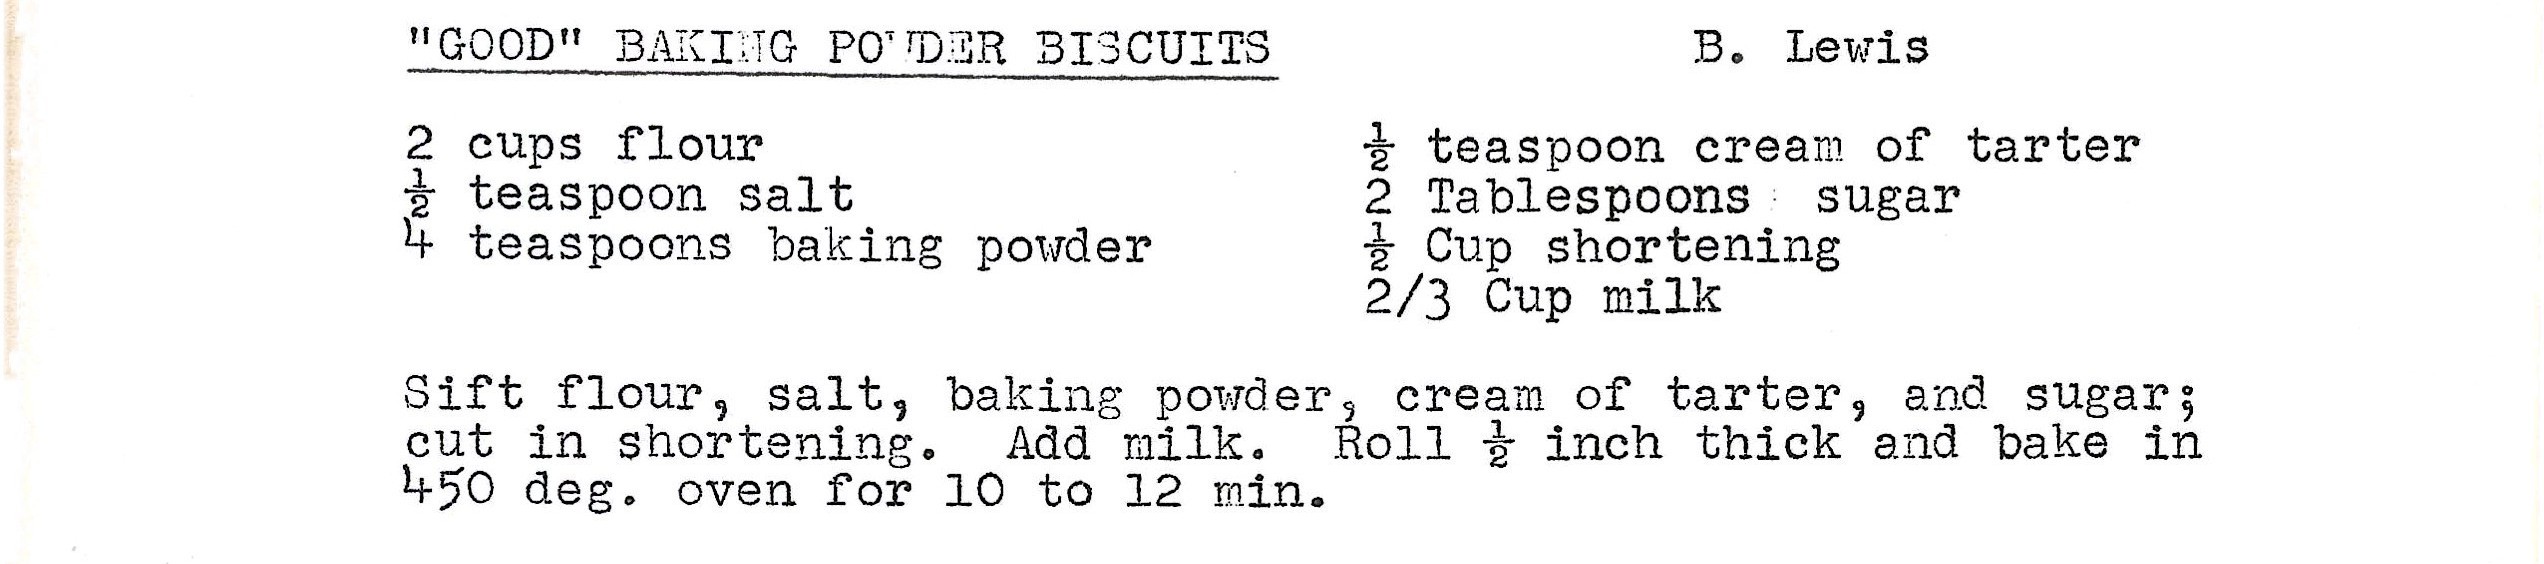 "GOOD" BAKING POWDER BISCUITS B. Lewis
2 cups flour
½ teaspoon salt
4 teaspoons baking powder
½ teaspoon cream of tarter
2 Tablespoons sugar
½ Cup shortening
2/3 Cup milk
Sift flour, salt, baking powder, cream of tarter, and sugar;
cut in shortening. Add milk. Roll ½ inch thick and bake in
450 deg. oven for 10 to 12 min.